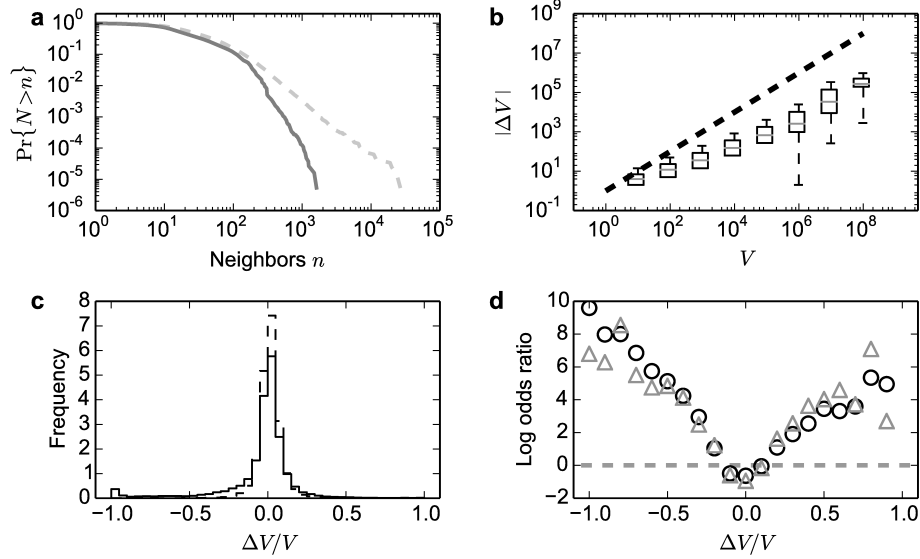 a
10^0
10^-1
10^-2
10^-3
10^-4
10^-5
10^-6
Pr{N>n}
10^0 10^1 10^2 10^3 10^4 10^5
Neighbors n
b
10^9
10^7
10^5
10^3
10^1
10^-1
|ΔV|
10^0 10^2 10^4 10^6 10^8
V
c
8
7
6
5
4
3
2
1
0
Frequency
−1.0 −0.5 0.0 0.5 1.0
ΔV/V
d
10
8
6
4
2
0
−2
Log odds ratio
−1.0 −0.5 0.0 0.5 1.0
ΔV/V